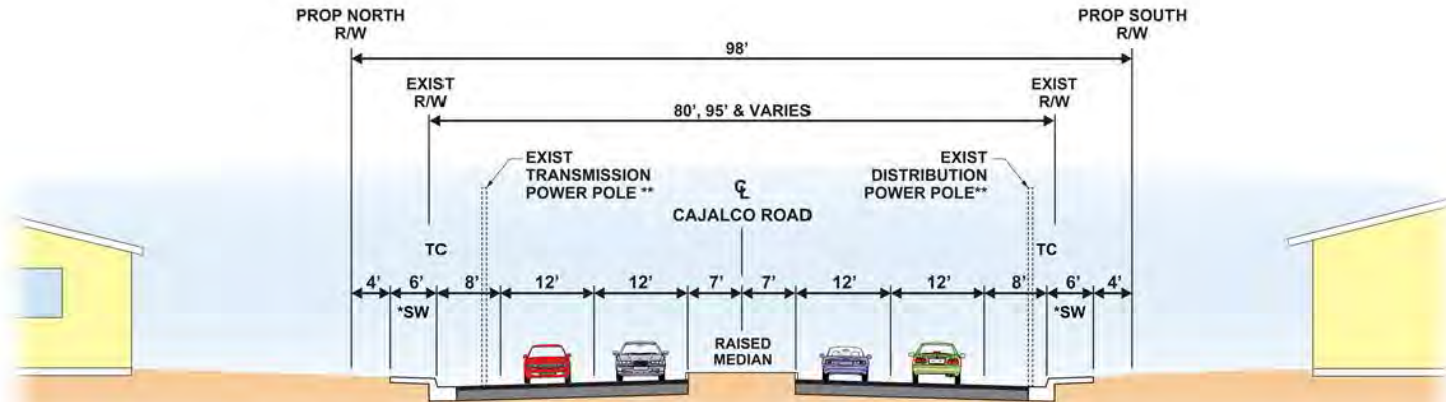 PROP NORTH
R/W
PROP SOUTH
R/W
98'
EXIST
R/W
EXIST
R/W
80', 95' & VARIES
EXIST
TRANSMISSION
POWER POLE **
EXIST
DISTRIBUTION
POWER POLE**
℄
CAJALCO ROAD
TC
TC
4' 6' 8' 12' 12' 7' 7' 12' 12' 8' 6' 4'
*SW
*SW
RAISED
MEDIAN